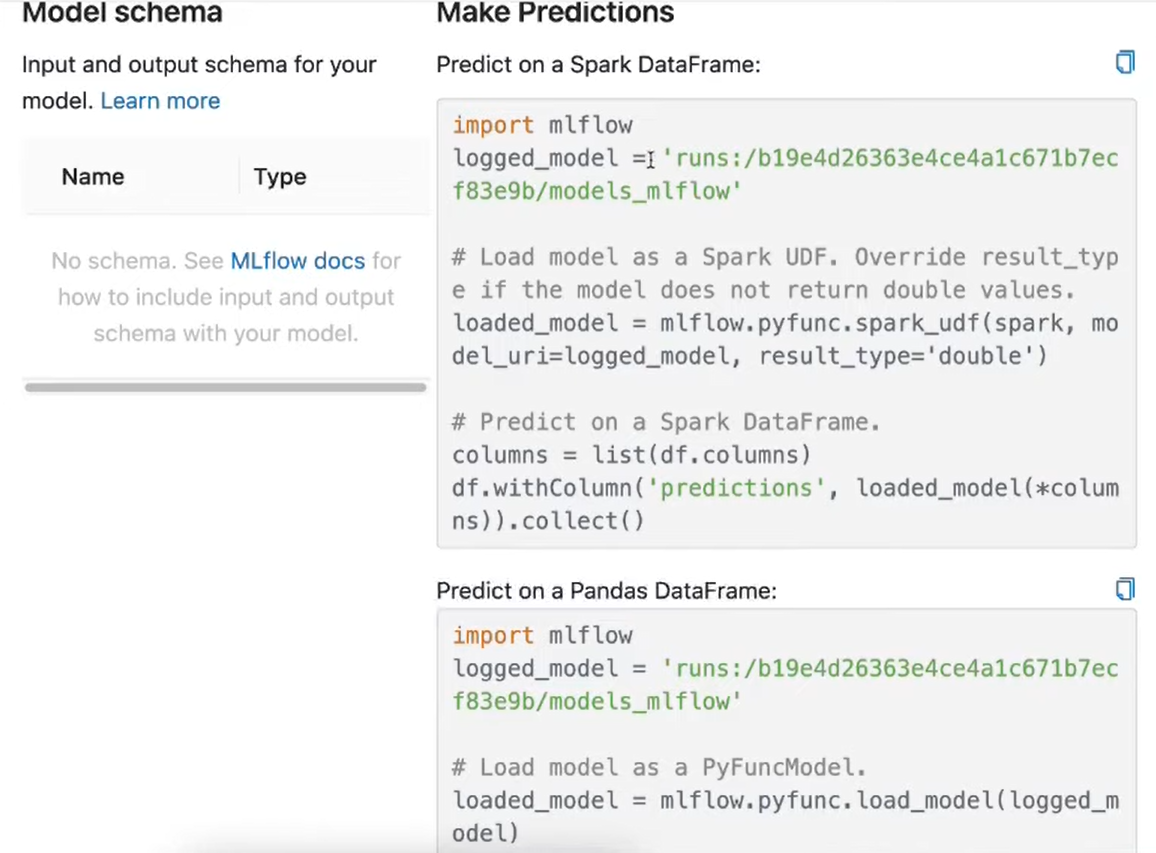 Model schema
Input and output schema for your
model. Learn more
Name Type
No schema. See MLflow docs for
how to include input and output
schema with your model.
Make Predictions
Predict on a Spark DataFrame:
import mlflow
logged_model = 'runs:/b19e4d26363e4ce4a1c671b7ec
f83e9b/models_mlflow'
# Load model as a Spark UDF. Override result_typ
e if the model does not return double values.
loaded_model = mlflow.pyfunc.spark_udf(spark, mo
del_uri=logged_model, result_type='double')
# Predict on a Spark DataFrame.
columns = list(df.columns)
df.withColumn('predictions', loaded_model(*colum
ns)).collect()
Predict on a Pandas DataFrame:
import mlflow
logged_model = 'runs:/b19e4d26363e4ce4a1c671b7ec
f83e9b/models_mlflow'
# Load model as a PyFuncModel.
loaded_model = mlflow.pyfunc.load_model(logged_m
odel)